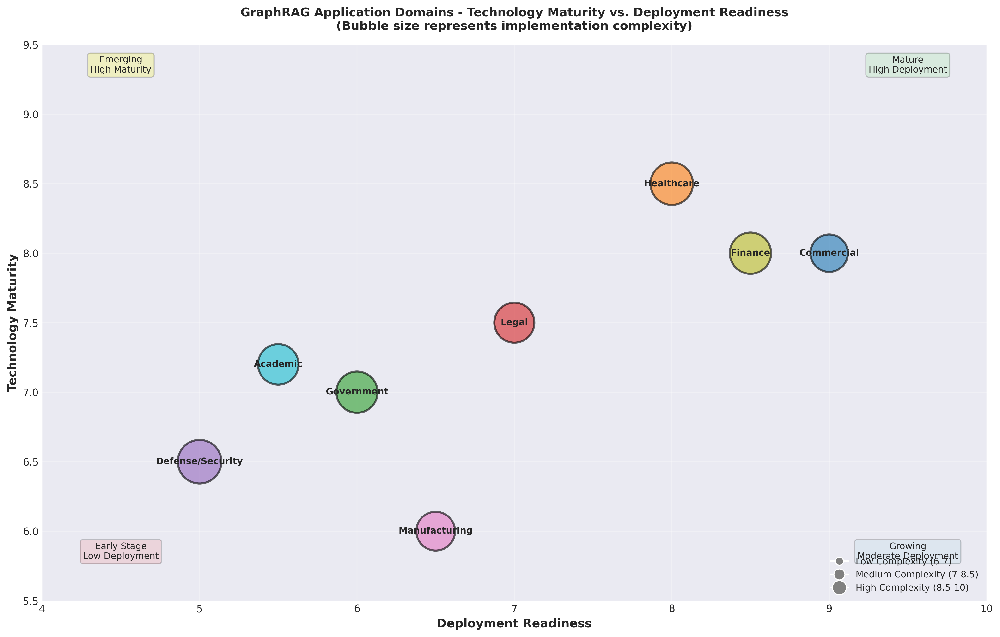 GraphRAG Application Domains - Technology Maturity vs. Deployment Readiness
(Bubble size represents implementation complexity)
9.5
9.0
8.5
8.0
7.5
7.0
6.5
6.0
5.5
Technology Maturity
Emerging
High Maturity
Mature
High Deployment
Healthcare
Finance
Commercial
Legal
Academic
Government
Defense/Security
Manufacturing
Early Stage
Low Deployment
Growing
Moderate Deployment
Low Complexity (6-7)
Medium Complexity (7-8.5)
High Complexity (8.5-10)
4
5
6
7
8
9
10
Deployment Readiness